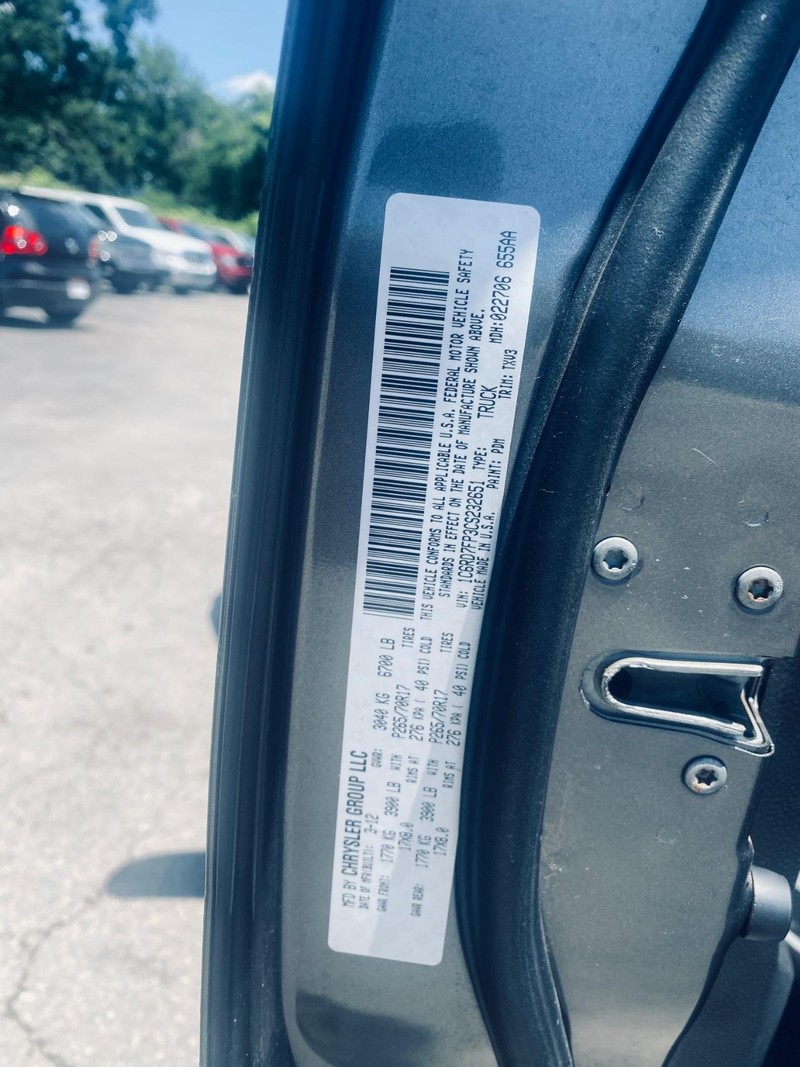 MFD BY CHRYSLER GROUP LLC
DATE OF MFR(BUILT): 3-12 GVWR: 3040 KG 6700 LB
GAWR FRONT: 1770 KG 3900 LB WITH P265/70R17 TIRES
17X8.0 RIMS AT 276 KPA ( 40 PSI) COLD
GAWR REAR: 1770 KG 3900 LB WITH P265/70R17 TIRES
17X8.0 RIMS AT 276 KPA ( 40 PSI) COLD
THIS VEHICLE CONFORMS TO ALL APPLICABLE U.S.A. FEDERAL MOTOR VEHICLE SAFETY
STANDARDS IN EFFECT ON THE DATE OF MANUFACTURE SHOWN ABOVE.
VIN: 1C6RD7FP3CS232651 TYPE: TRUCK MDH:022706 655AA
VEHICLE MADE IN U.S.A. PAINT: PDM TRIM: TXV3